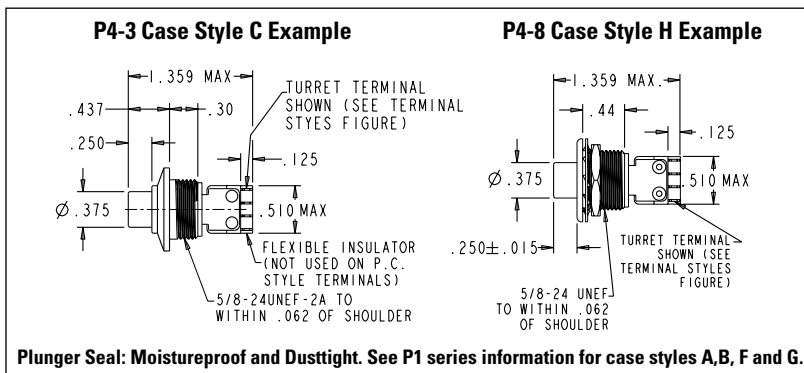 P4-3 Case Style C Example
1.359 MAX
.437
.30
.250
TURRET TERMINAL
SHOWN (SEE TERMINAL
STYES FIGURE)
.125
Ø .375
.510 MAX
FLEXIBLE INSULATOR
(NOT USED ON P.C.
STYLE TERMINALS)
5/8-24UNEF-2A TO
WITHIN .062 OF SHOULDER
P4-8 Case Style H Example
1.359 MAX.
.44
.125
Ø .375
.510 MAX
.250±.015
TURRET TERMINAL
SHOWN (SEE
TERMINAL STYLES
FIGURE)
5/8-24 UNEF
TO WITHIN .062
OF SHOULDER
Plunger Seal: Moistureproof and Dusttight. See P1 series information for case styles A,B, F and G.